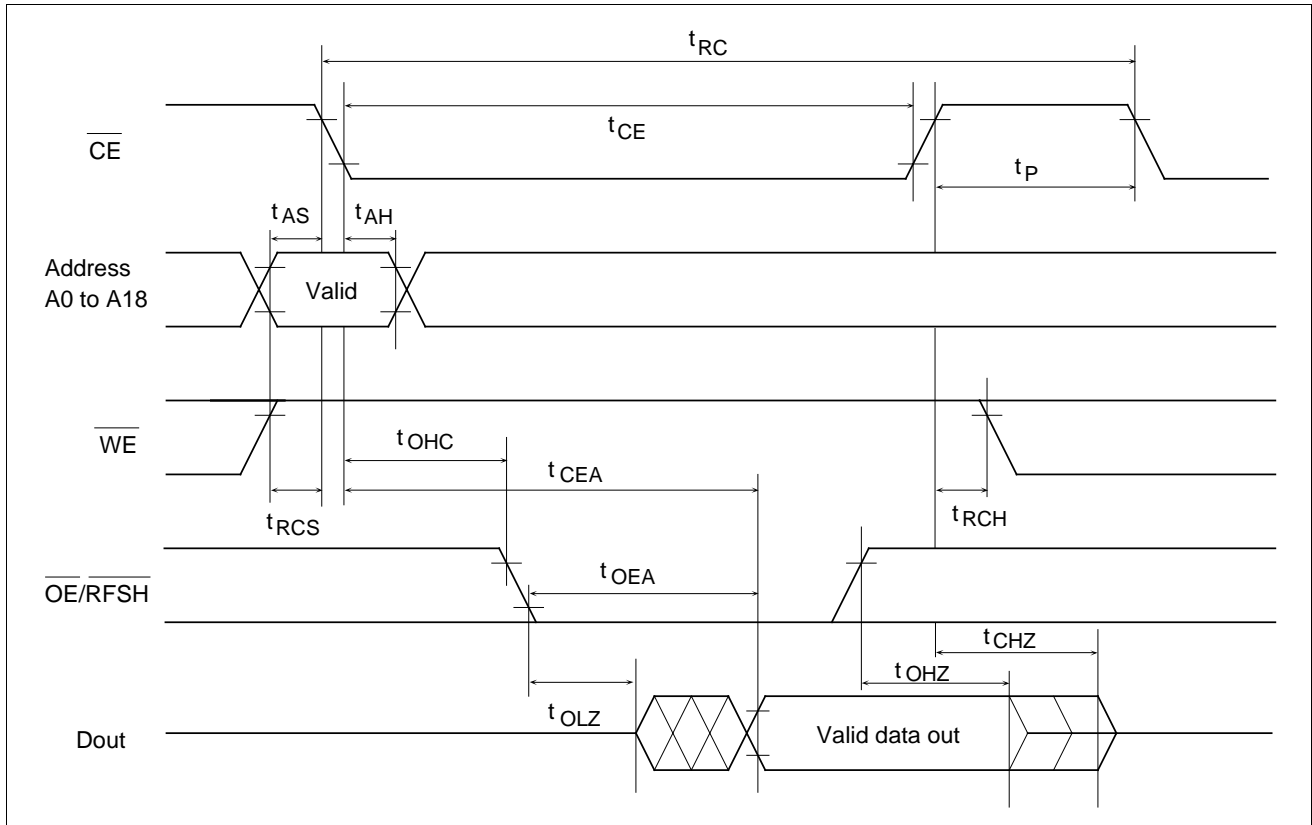 tRC
tCE
CE
tP
tAS
tAH
Address
A0 to A18
Valid
tOHC
WE
tCEA
tRCS
tRCH
tOEA
OE/RFSH
tCHZ
tOHZ
tOLZ
Dout
Valid data out